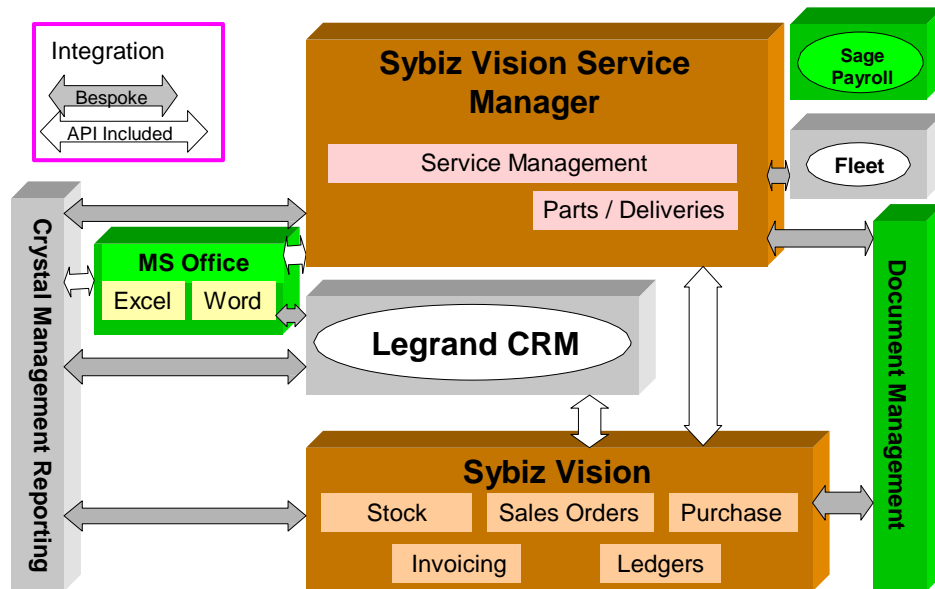 Integration
Bespoke
API Included
Sybiz Vision Service
Manager
Service Management
Parts / Deliveries
Sage
Payroll
Fleet
Crystal Management Reporting
MS Office
Excel
Word
Legrand CRM
Document Management
Sybiz Vision
Stock
Sales Orders
Purchase
Invoicing
Ledgers